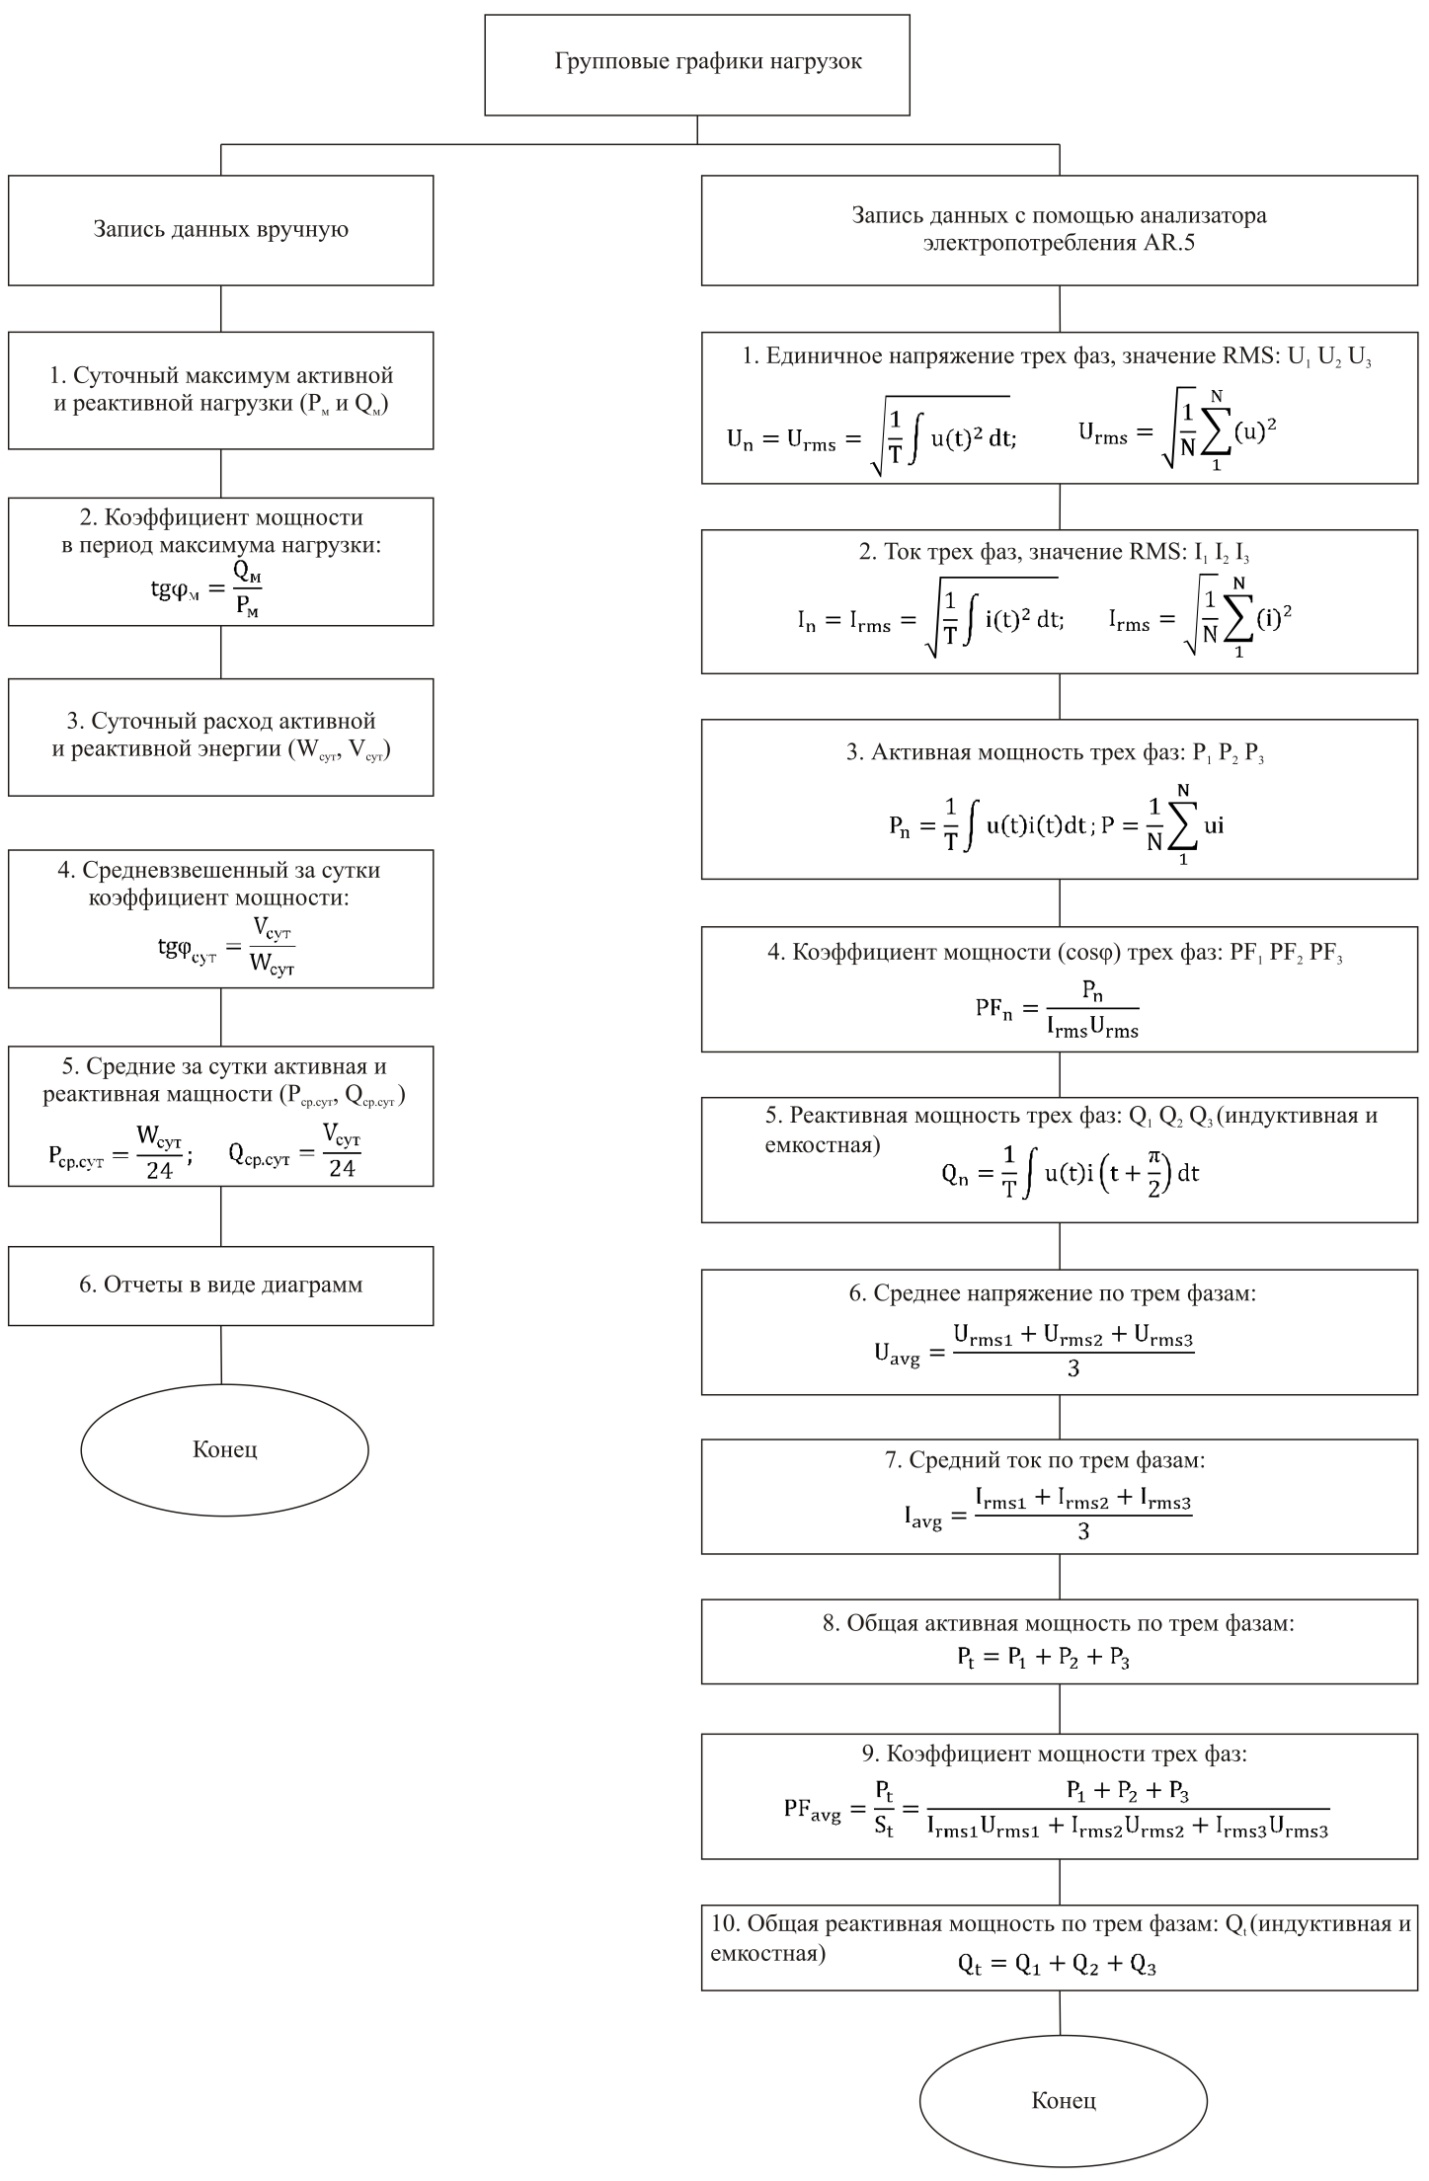 Групповые графики нагрузок
Запись данных вручную
1. Суточный максимум активной
и реактивной нагрузки (Pм и Qм)
2. Коэффициент мощности
в период максимума нагрузки:
tgφм = Qм/Pм
3. Суточный расход активной
и реактивной энергии (Wсут, Vсут)
4. Средневзвешенный за сутки
коэффициент мощности:
tgφсут = Vсут/Wсут
5. Средние за сутки активная и
реактивная мащности (Pср.сут, Qср.сут)
Pср.сут = Wсут/24; Qср.сут = Vсут/24
6. Отчеты в виде диаграмм
Конец
Запись данных с помощью анализатора
электропотребления AR.5
1. Единичное напряжение трех фаз, значение RMS: U₁ U₂ U₃
Uₙ = Urms = √(1/T) ∫ u(t)² dt; Urms = √(1/N) ∑₁ᴺ (u)²
2. Ток трех фаз, значение RMS: I₁ I₂ I₃
Iₙ = Irms = √(1/T) ∫ i(t)² dt; Irms = √(1/N) ∑₁ᴺ (i)²
3. Активная мощность трех фаз: P₁ P₂ P₃
Pₙ = 1/T ∫ u(t)i(t)dt; P = 1/N ∑₁ᴺ ui
4. Коэффициент мощности (cosφ) трех фаз: PF₁ PF₂ PF₃
PFₙ = Pₙ/(IrmsUrms)
5. Реактивная мощность трех фаз: Q₁ Q₂ Q₃ (индуктивная и
емкостная)
Qₙ = 1/T ∫ u(t)i (t + π/2) dt
6. Среднее напряжение по трем фазам:
Uavg = (Urms1 + Urms2 + Urms3)/3
7. Средний ток по трем фазам:
Iavg = (Irms1 + Irms2 + Irms3)/3
8. Общая активная мощность по трем фазам:
Pt = P₁ + P₂ + P₃
9. Коэффициент мощности трех фаз:
PFavg = Pt/St = (P₁ + P₂ + P₃)/(Irms1Urms1 + Irms2Urms2 + Irms3Urms3)
10. Общая реактивная мощность по трем фазам: Qt (индуктивная и
емкостная)
Qt = Q₁ + Q₂ + Q₃
Конец